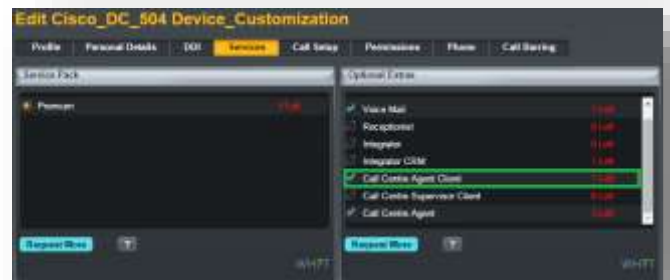 Edit Cisco_DC_504 Device_Customization
Profile Personal Details DDI Services Call Setup Permissions Phone Call Barring
Service Pack
Optional Extras
Premium
Voice Mail
Receptionist
Integrator
Integrator CRM
Call Centre Agent Client
Call Centre Supervisor Client
Call Centre Agent
Request More ?
Request More ?